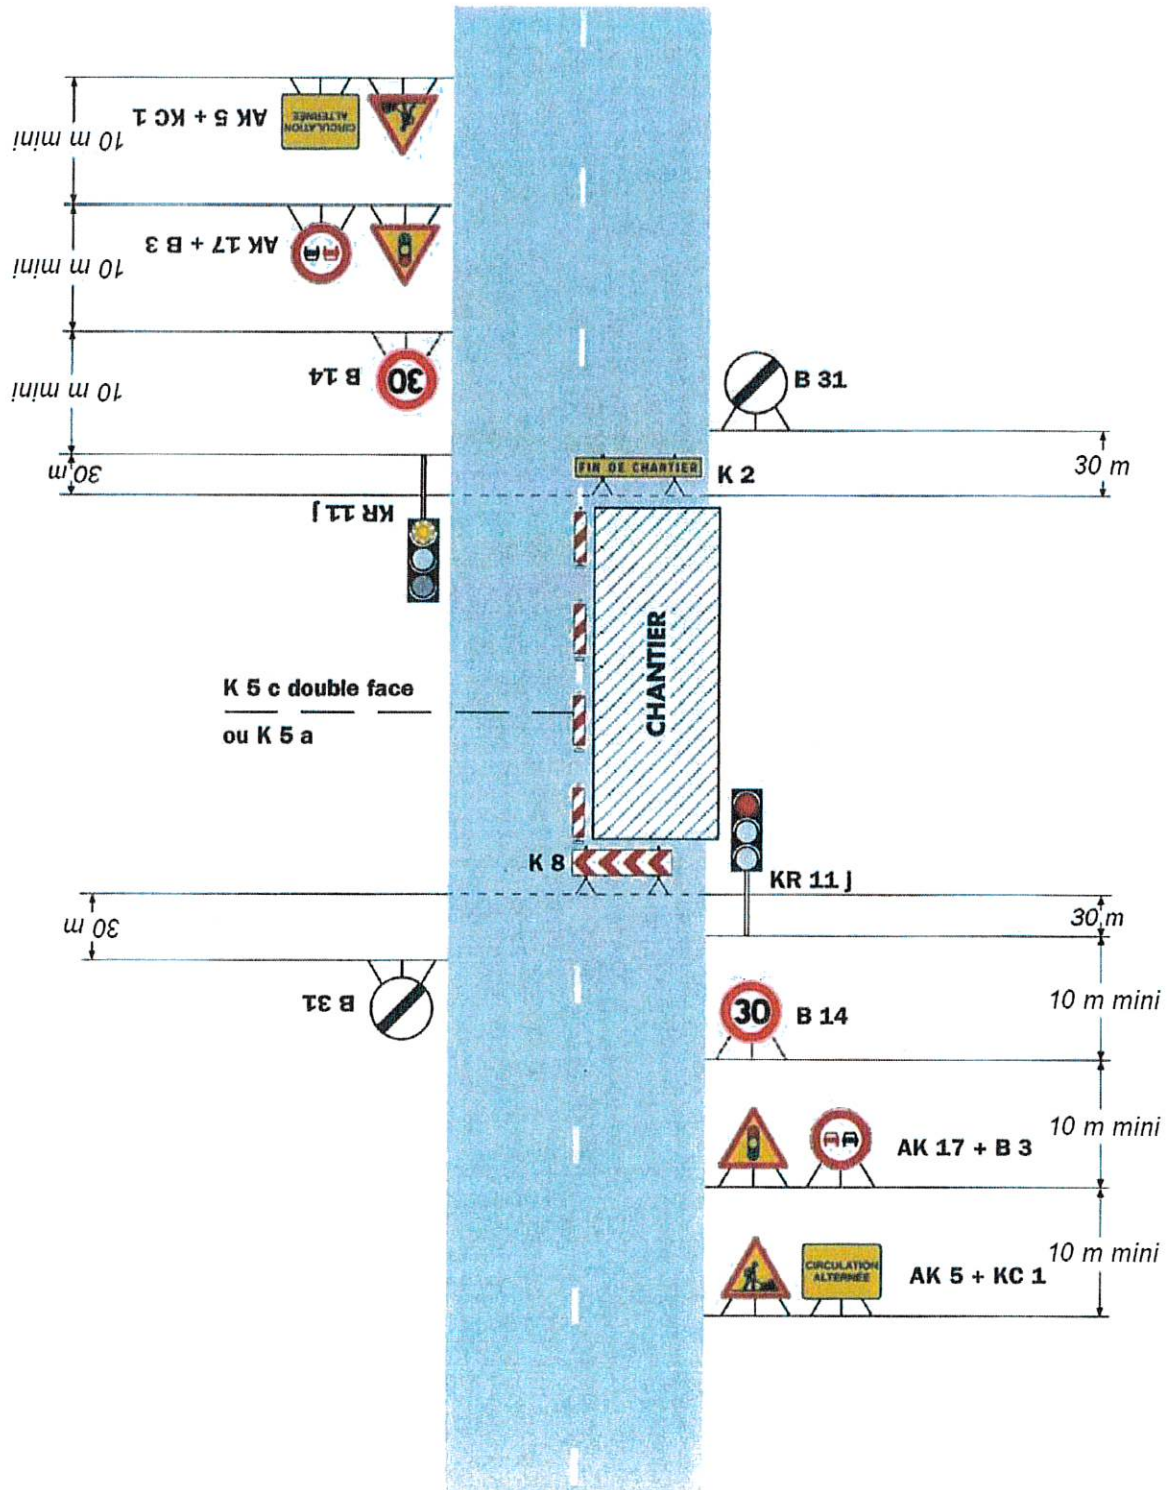 10 m mini
AK 5 + KC 1
CIRCULATION
ALTERNÉE
10 m mini
AK 17 + B 3
10 m mini
B 14
30
30 m
KR 11 j
B 31
30 m
FIN DE CHANTIER
K 2
K 5 c double face
ou K 5 a
CHANTIER
K 8
KR 11 j
30 m
30 m
B 31
30
B 14
10 m mini
AK 17 + B 3
10 m mini
CIRCULATION
ALTERNÉE
AK 5 + KC 1
10 m mini